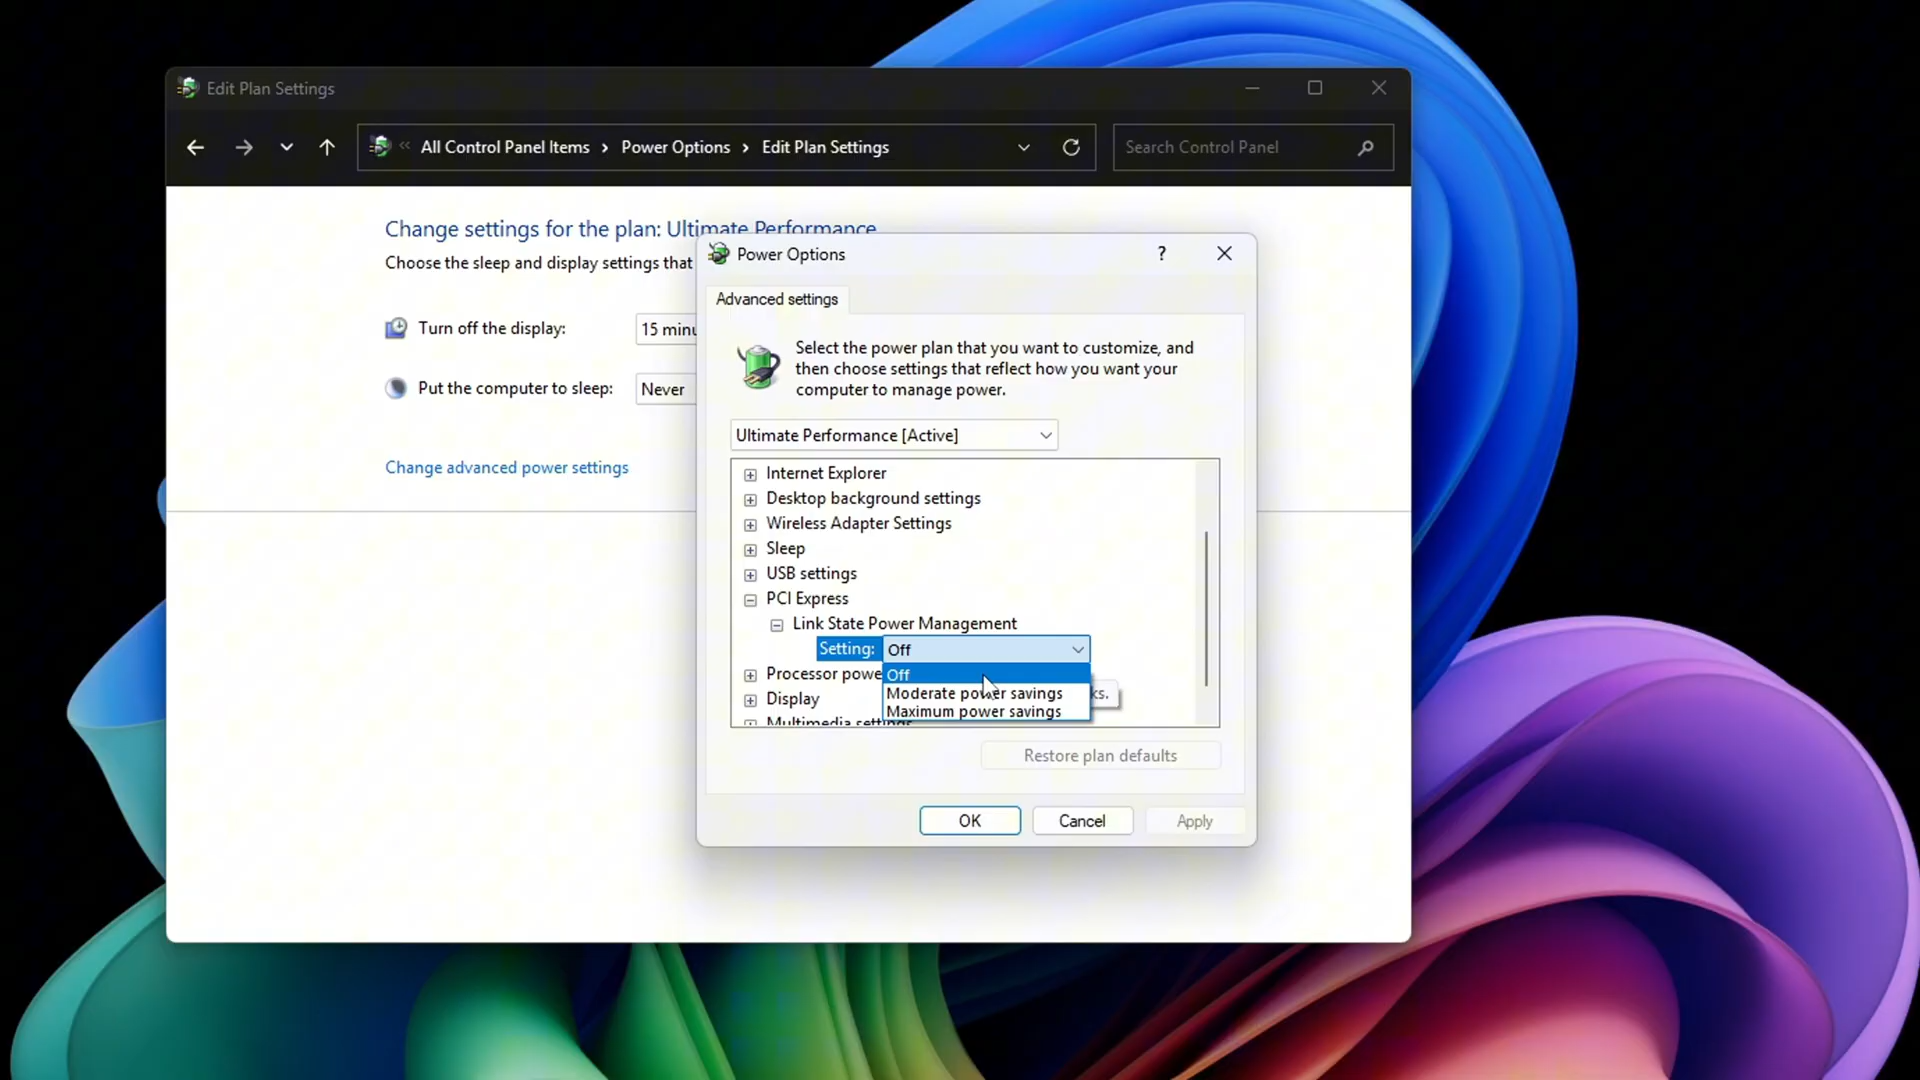 Edit Plan Settings
« All Control Panel Items › Power Options › Edit Plan Settings
Search Control Panel
Change settings for the plan: Ultimate Performance
Choose the sleep and display settings that
Turn off the display:
15 minu
Put the computer to sleep:
Never
Change advanced power settings
Power Options
?
Advanced settings
Select the power plan that you want to customize, and
then choose settings that reflect how you want your
computer to manage power.
Ultimate Performance [Active]
Internet Explorer
Desktop background settings
Wireless Adapter Settings
Sleep
USB settings
PCI Express
Link State Power Management
Setting: Off
Off
Moderate power savings
Maximum power savings
ks.
Processor powe
Display
Multimedia settings
Restore plan defaults
OK
Cancel
Apply